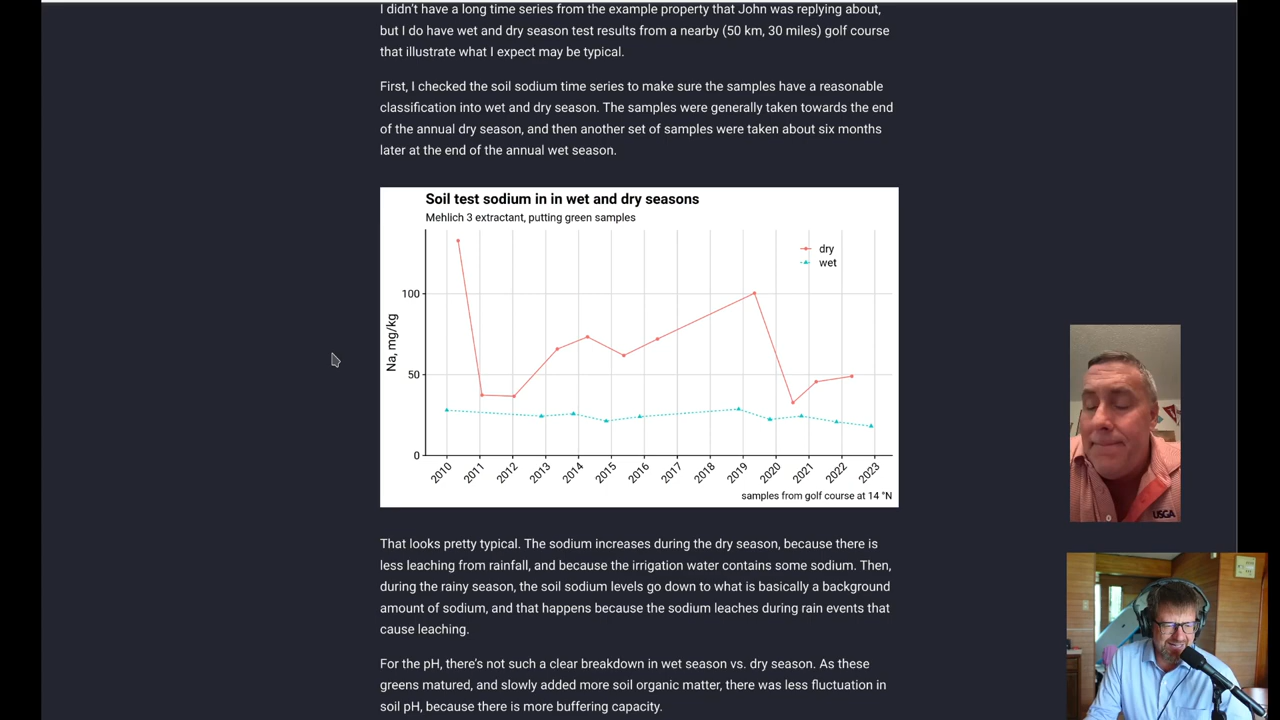 I didn't have a long time series from the example property that John was replying about,
but I do have wet and dry season test results from a nearby (50 km, 30 miles) golf course
that illustrate what I expect may be typical.
First, I checked the soil sodium time series to make sure the samples have a reasonable
classification into wet and dry season. The samples were generally taken towards the end
of the annual dry season, and then another set of samples were taken about six months
later at the end of the annual wet season.
Soil test sodium in in wet and dry seasons
Mehlich 3 extractant, putting green samples
dry
wet
100
50
0
Na, mg/kg
2010 2011 2012 2013 2014 2015 2016 2017 2018 2019 2020 2021 2022 2023
samples from golf course at 14 °N
That looks pretty typical. The sodium increases during the dry season, because there is
less leaching from rainfall, and because the irrigation water contains some sodium. Then,
during the rainy season, the soil sodium levels go down to what is basically a background
amount of sodium, and that happens because the sodium leaches during rain events that
cause leaching.
For the pH, there's not such a clear breakdown in wet season vs. dry season. As these
greens matured, and slowly added more soil organic matter, there was less fluctuation in
soil pH, because there is more buffering capacity.
USGA